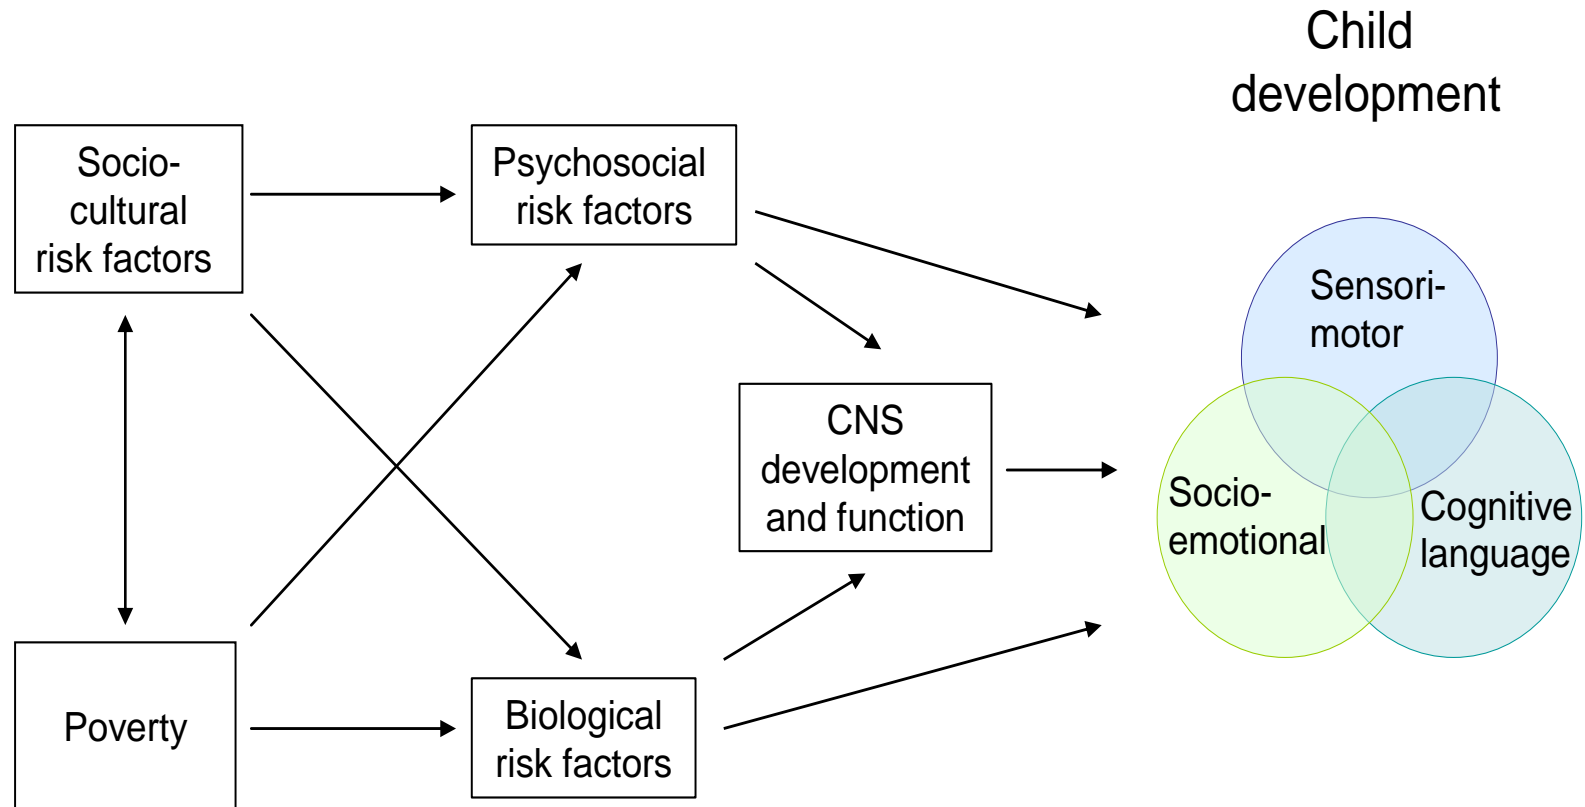 Child
development
Socio-
cultural
risk factors
Psychosocial
risk factors
Sensori-
motor
CNS
development
and function
Socio-
emotional
Cognitive
language
Poverty
Biological
risk factors